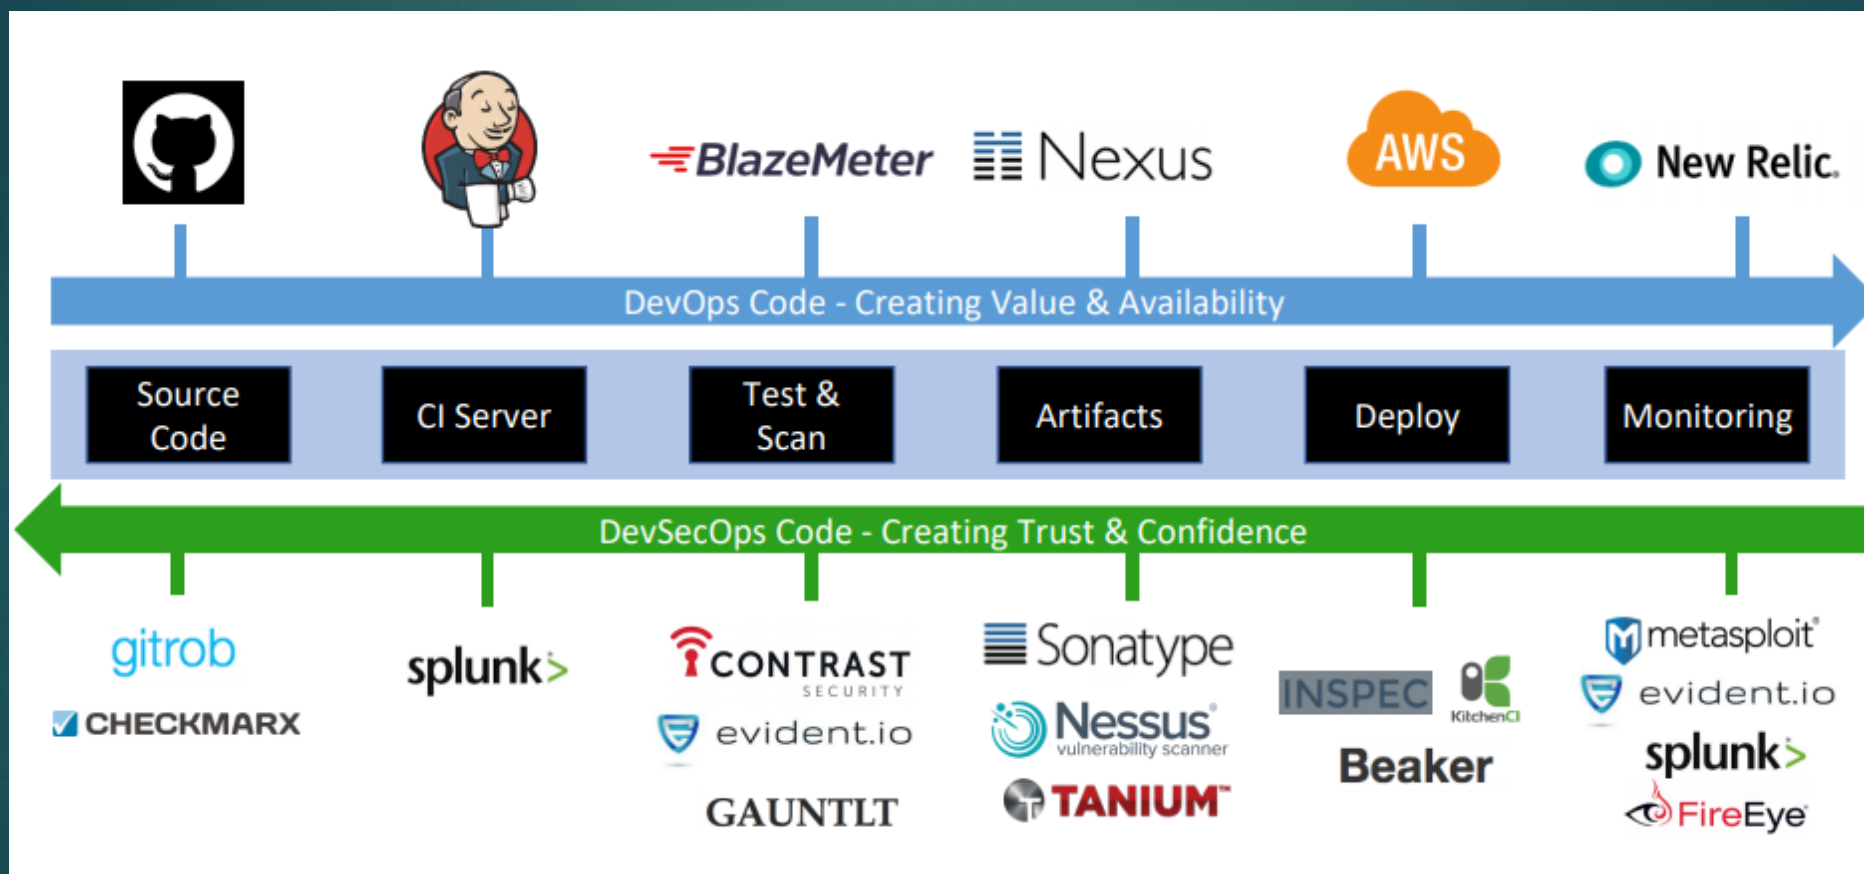 BlazeMeter
Nexus
AWS
New Relic®
DevOps Code - Creating Value & Availability
Source
Code
CI Server
Test &
Scan
Artifacts
Deploy
Monitoring
DevSecOps Code - Creating Trust & Confidence
gitrob
CHECKMARX
splunk>
CONTRAST
SECURITY
evident.io
GAUNTLT
Sonatype
Nessus®
vulnerability scanner
T TANIUM™
INSPEC
KitchenCI
Beaker
M metasploit®
evident.io
splunk>
FireEye®